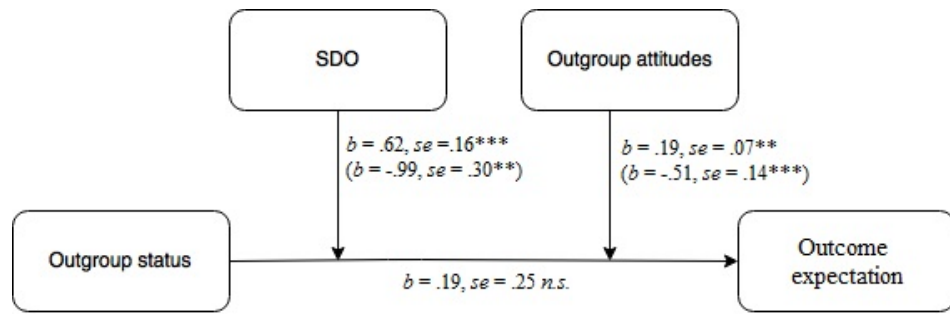 SDO
Outgroup attitudes
b = .62, se =.16***
(b = -.99, se = .30**)
b = .19, se = .07**
(b = -.51, se = .14***)
Outgroup status
Outcome
expectation
b = .19, se = .25 n.s.